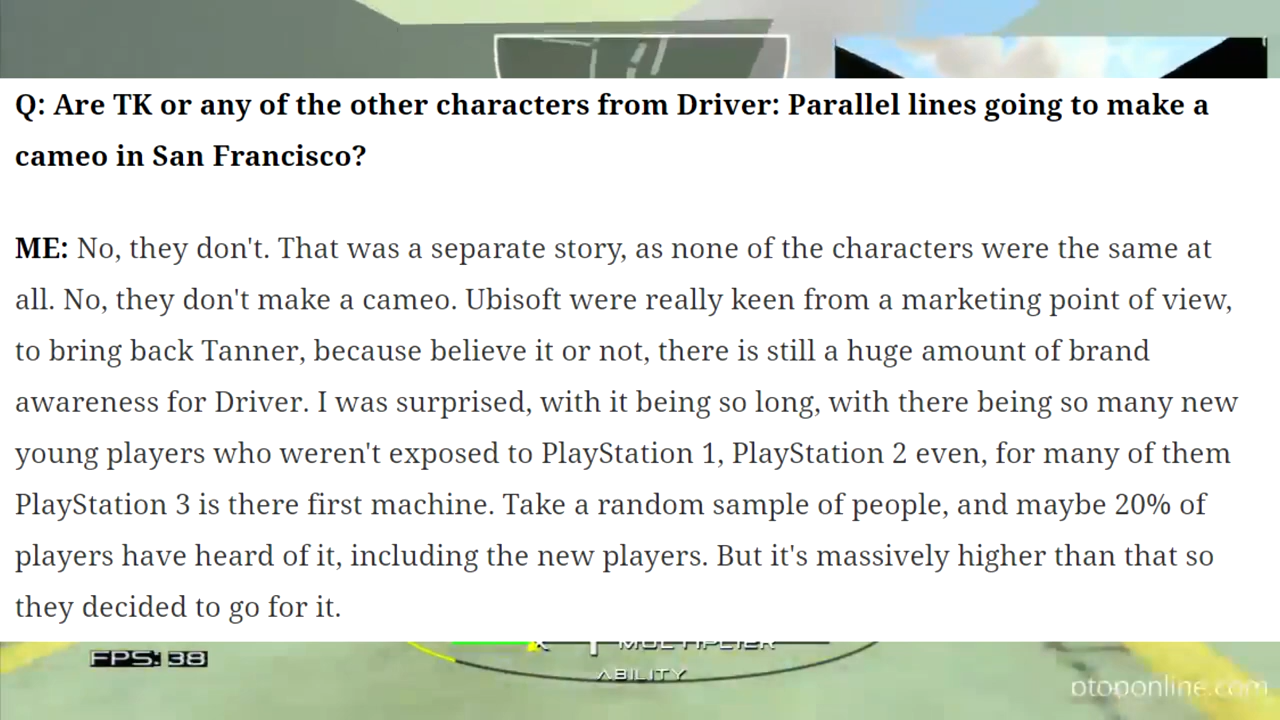 Q: Are TK or any of the other characters from Driver: Parallel lines going to make a
cameo in San Francisco?
ME: No, they don't. That was a separate story, as none of the characters were the same at
all. No, they don't make a cameo. Ubisoft were really keen from a marketing point of view,
to bring back Tanner, because believe it or not, there is still a huge amount of brand
awareness for Driver. I was surprised, with it being so long, with there being so many new
young players who weren't exposed to PlayStation 1, PlayStation 2 even, for many of them
PlayStation 3 is there first machine. Take a random sample of people, and maybe 20% of
players have heard of it, including the new players. But it's massively higher than that so
they decided to go for it.
MULTIPLIER
FPS: 38
ABILITY
ptoponline.com